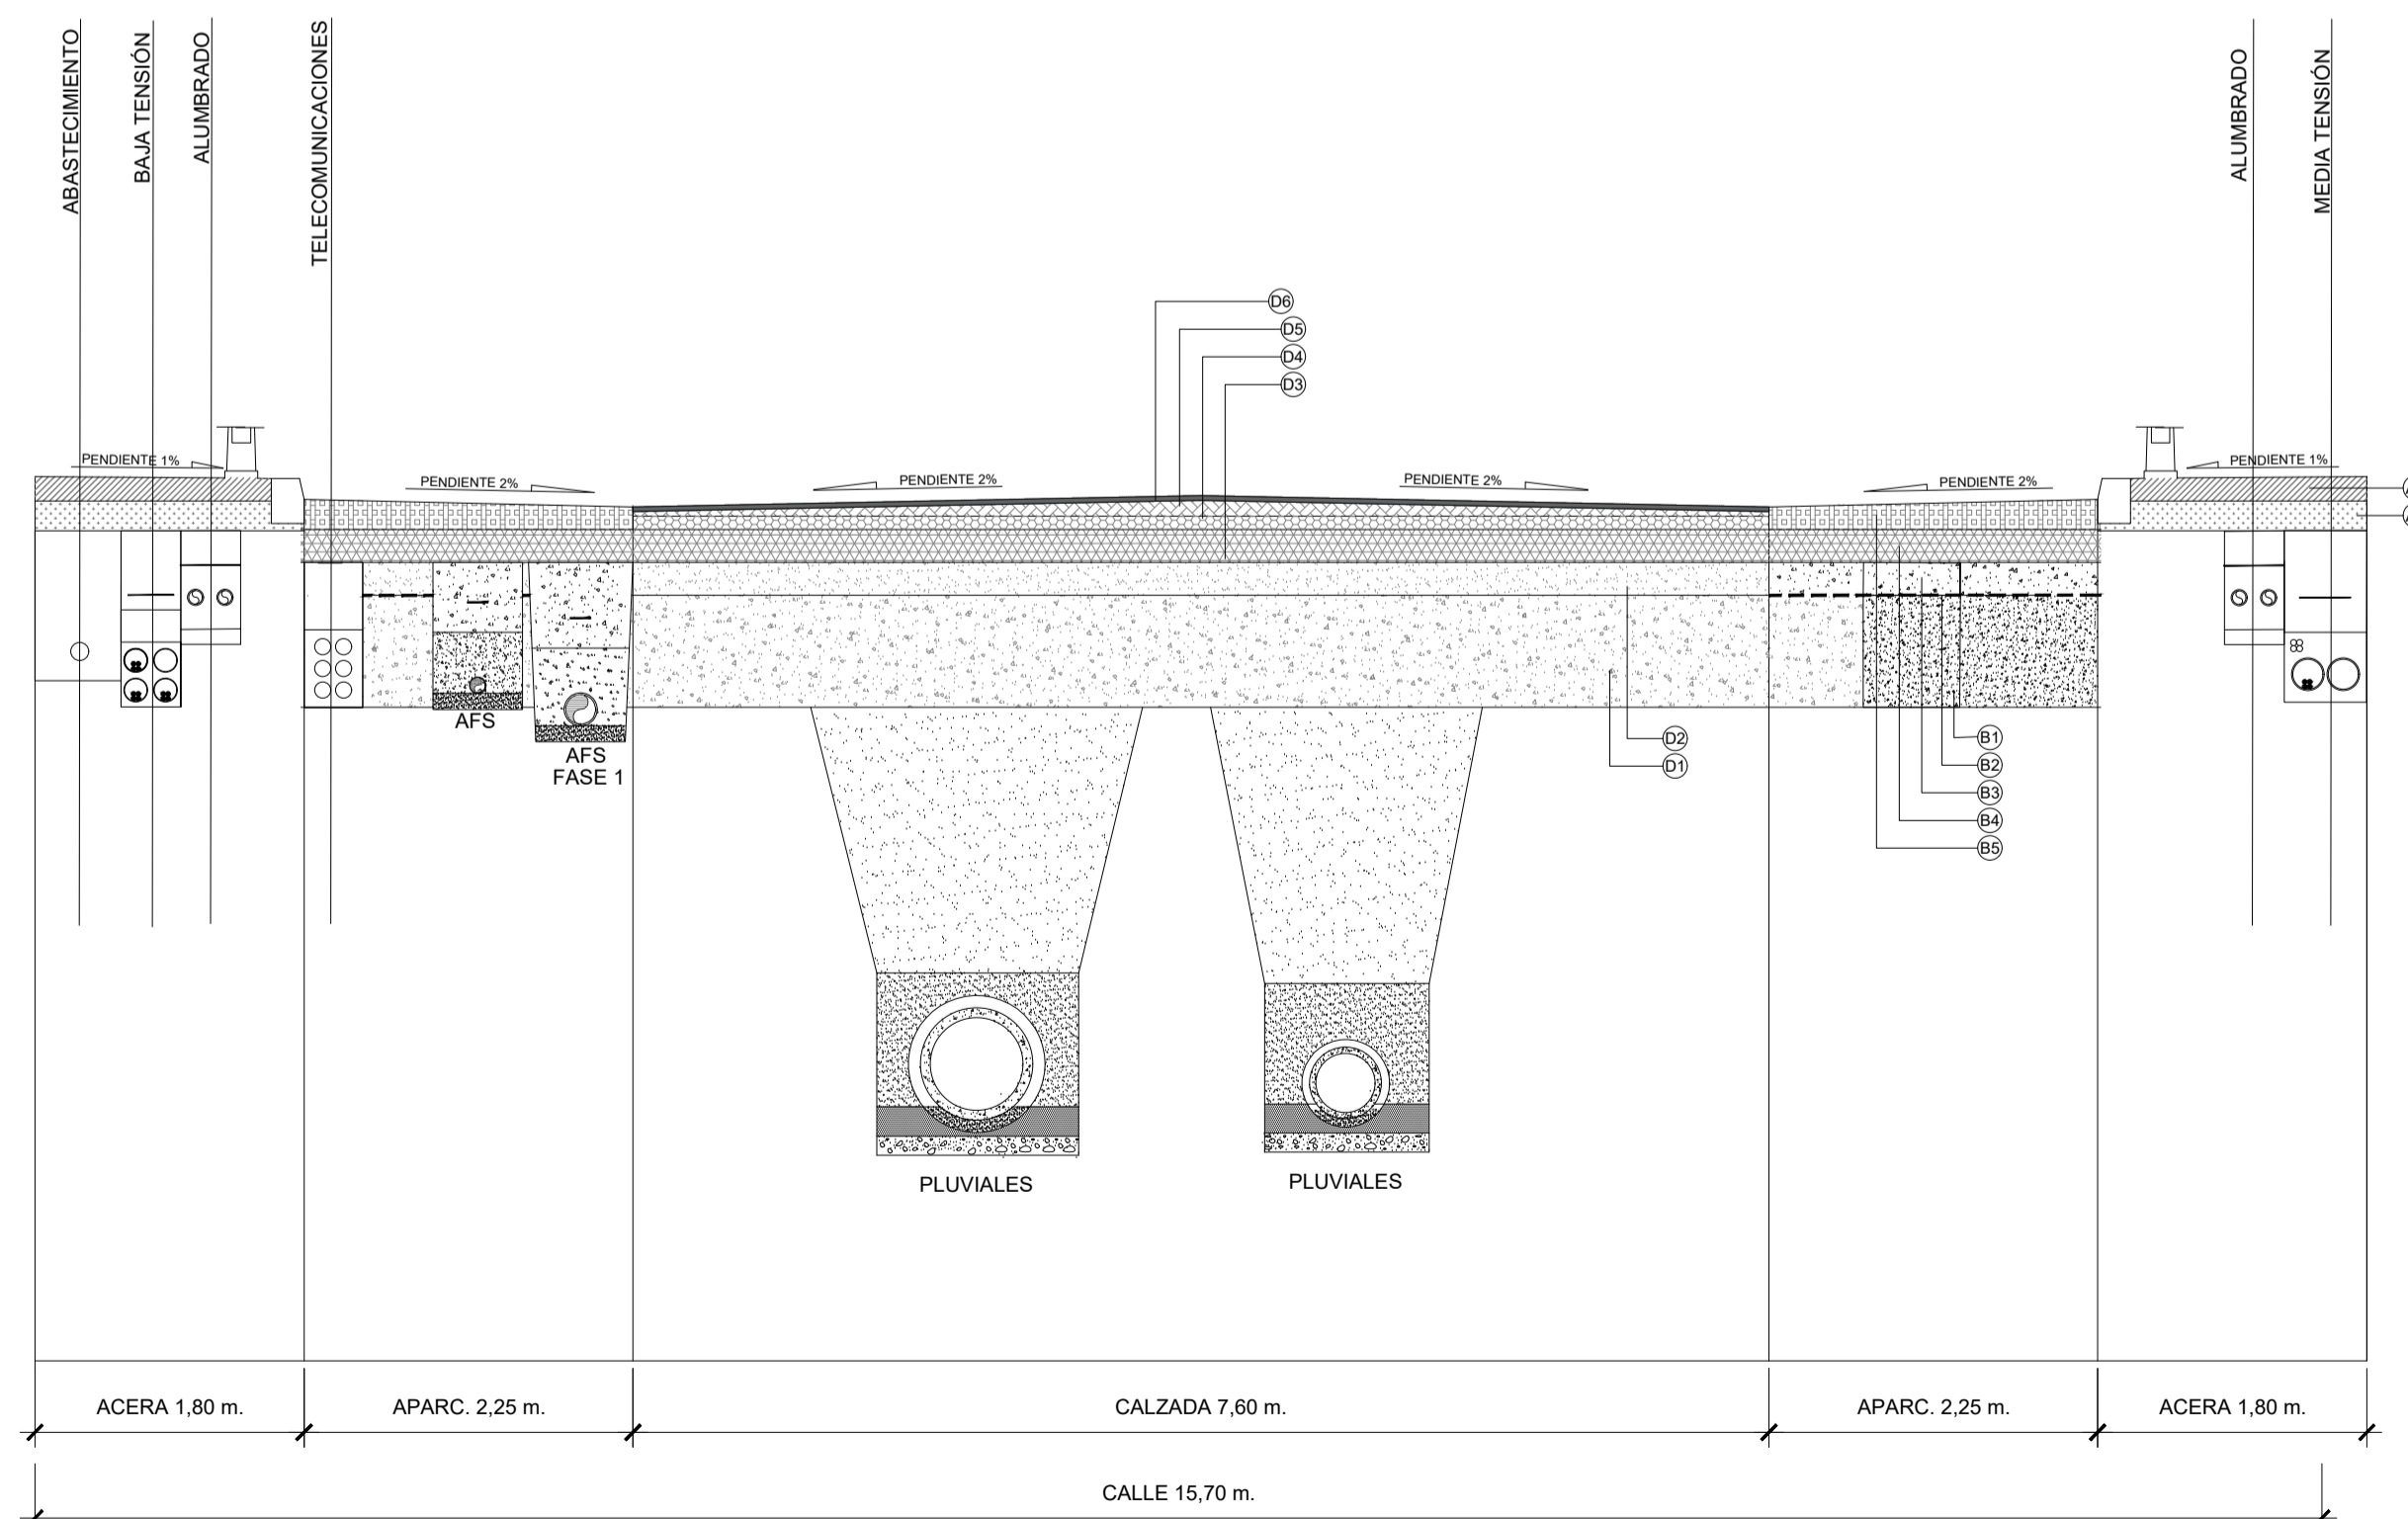 ABASTECIMIENTO
BAJA TENSIÓN
ALUMBRADO
TELECOMUNICACIONES
ALUMBRADO
MEDIA TENSIÓN
D6
D5
D4
D3
PENDIENTE 1%
PENDIENTE 2%
PENDIENTE 2%
PENDIENTE 2%
PENDIENTE 2%
PENDIENTE 1%
AFS
AFS
FASE 1
D2
D1
B1
B2
B3
B4
B5
PLUVIALES
PLUVIALES
ACERA 1,80 m.
APARC. 2,25 m.
CALZADA 7,60 m.
APARC. 2,25 m.
ACERA 1,80 m.
CALLE 15,70 m.